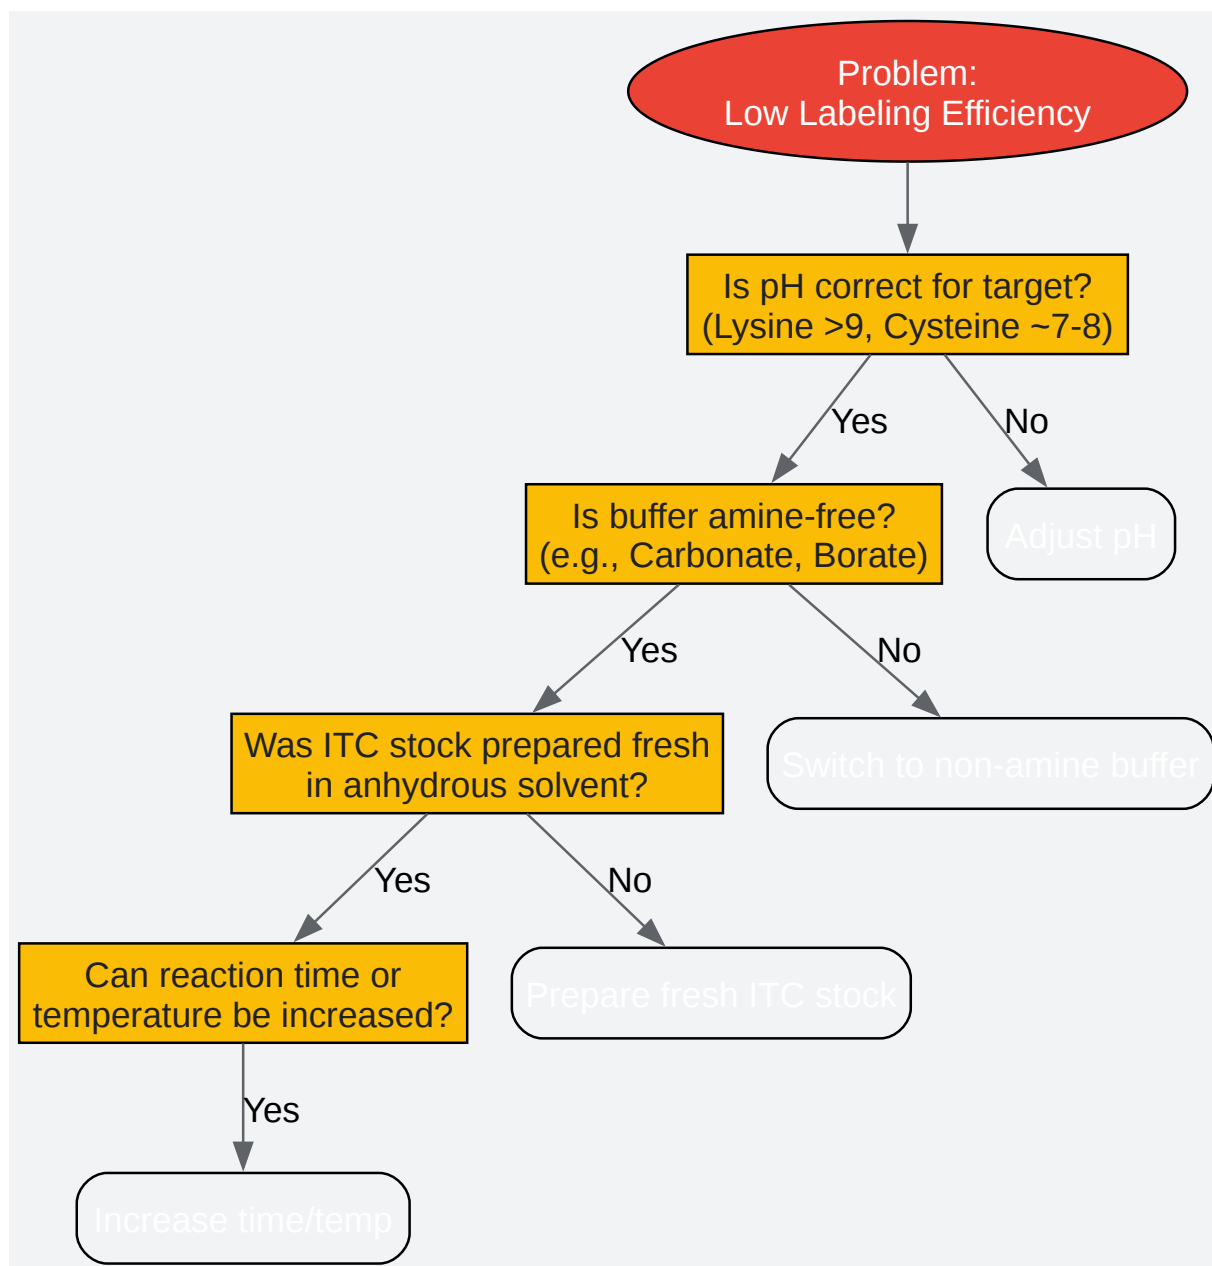 Problem:
Low Labeling Efficiency
Is pH correct for target?
(Lysine >9, Cysteine ~7-8)
Yes
No
Is buffer amine-free?
(e.g., Carbonate, Borate)
Adjust pH
Yes
No
Was ITC stock prepared fresh
in anhydrous solvent?
Switch to non-amine buffer
Yes
No
Can reaction time or
temperature be increased?
Prepare fresh ITC stock
Yes
Increase time/temp